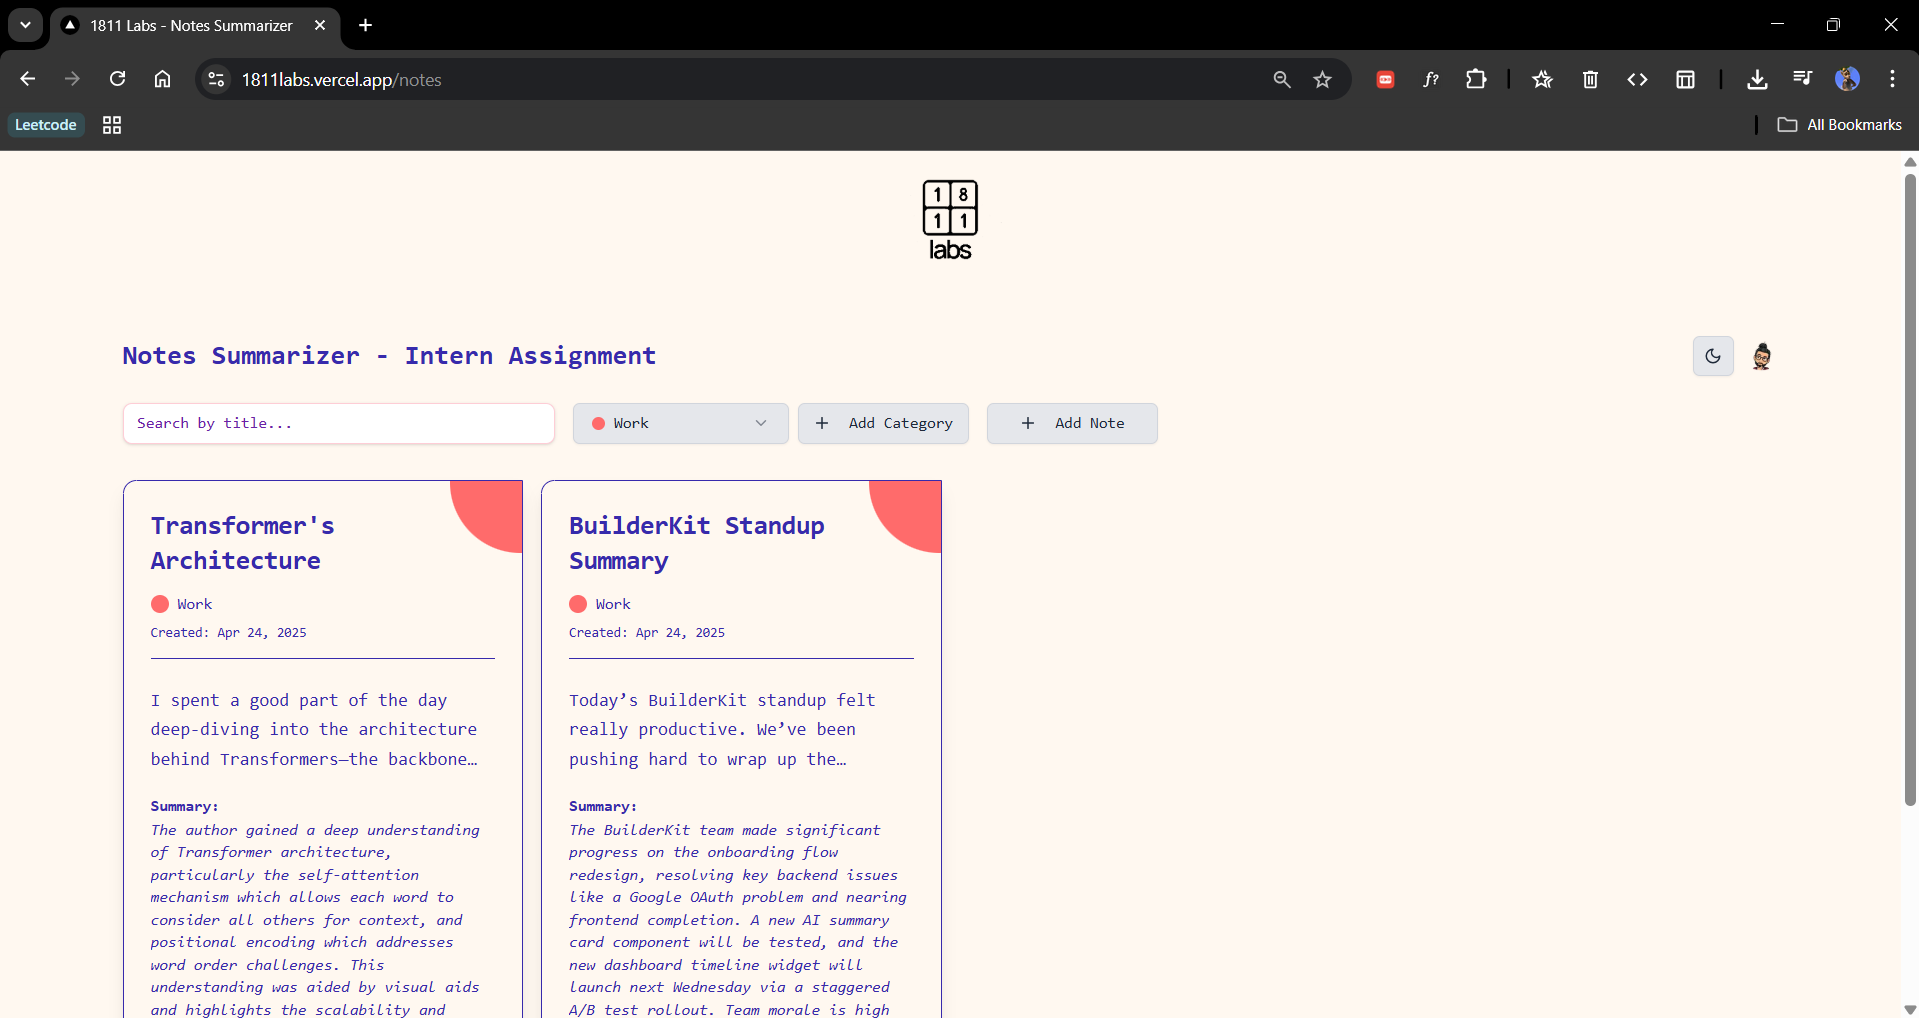 1811 Labs - Notes Summarizer
1811labs.vercel.app/notes
f?
Leetcode
All Bookmarks
1 8
1 1
labs
Notes Summarizer - Intern Assignment
Search by title...
Work
Add Category
Add Note
Transformer's
Architecture
Work
Created: Apr 24, 2025
I spent a good part of the day
deep-diving into the architecture
behind Transformers—the backbone…
Summary:
The author gained a deep understanding
of Transformer architecture,
particularly the self-attention
mechanism which allows each word to
consider all others for context, and
positional encoding which addresses
word order challenges. This
understanding was aided by visual aids
and highlights the scalability and
BuilderKit Standup
Summary
Work
Created: Apr 24, 2025
Today’s BuilderKit standup felt
really productive. We’ve been
pushing hard to wrap up the…
Summary:
The BuilderKit team made significant
progress on the onboarding flow
redesign, resolving key backend issues
like a Google OAuth problem and nearing
frontend completion. A new AI summary
card component will be tested, and the
new dashboard timeline widget will
launch next Wednesday via a staggered
A/B test rollout. Team morale is high